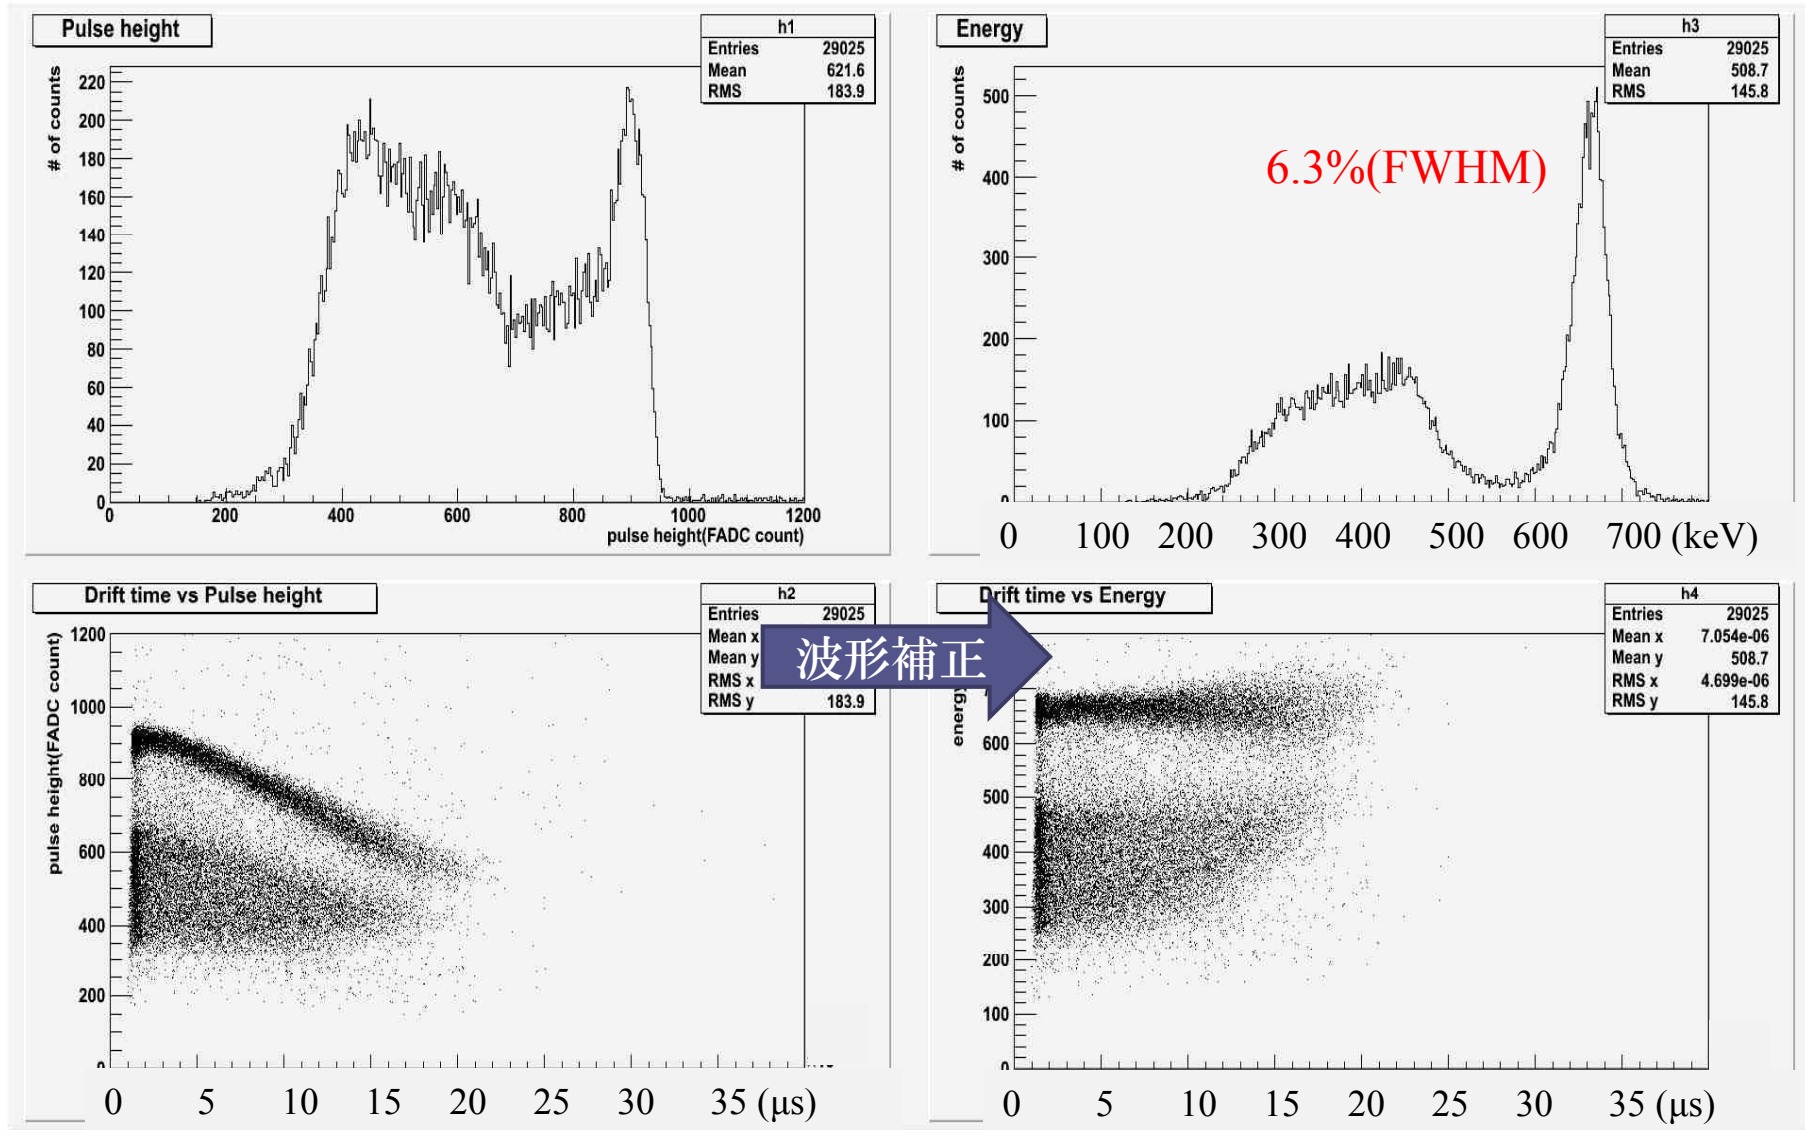 Pulse height
h1
Entries 29025
Mean 621.6
RMS 183.9
# of counts
220
200
180
160
140
120
100
80
60
40
20
0
0 200 400 600 800 1000 1200
pulse height(FADC count)
Energy
h3
Entries 29025
Mean 508.7
RMS 145.8
# of counts
500
400
300
200
100
0
6.3%(FWHM)
0 100 200 300 400 500 600 700 (keV)
Drift time vs Pulse height
h2
Entries 29025
Mean x
Mean y
RMS x
RMS y 183.9
pulse height(FADC count)
1200
1000
800
600
400
200
0
0 5 10 15 20 25 30 35 (μs)
波形補正
Drift time vs Energy
h4
Entries 29025
Mean x 7.054e-06
Mean y 508.7
RMS x 4.699e-06
RMS y 145.8
energy
600
500
400
300
200
100
0
0 5 10 15 20 25 30 35 (μs)